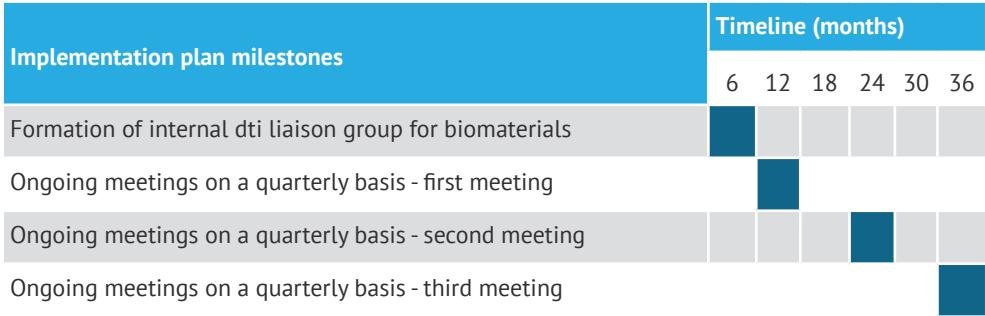 Timeline (months)
Implementation plan milestones
6 12 18 24 30 36
Formation of internal dti liaison group for biomaterials
Ongoing meetings on a quarterly basis - first meeting
Ongoing meetings on a quarterly basis - second meeting
Ongoing meetings on a quarterly basis - third meeting